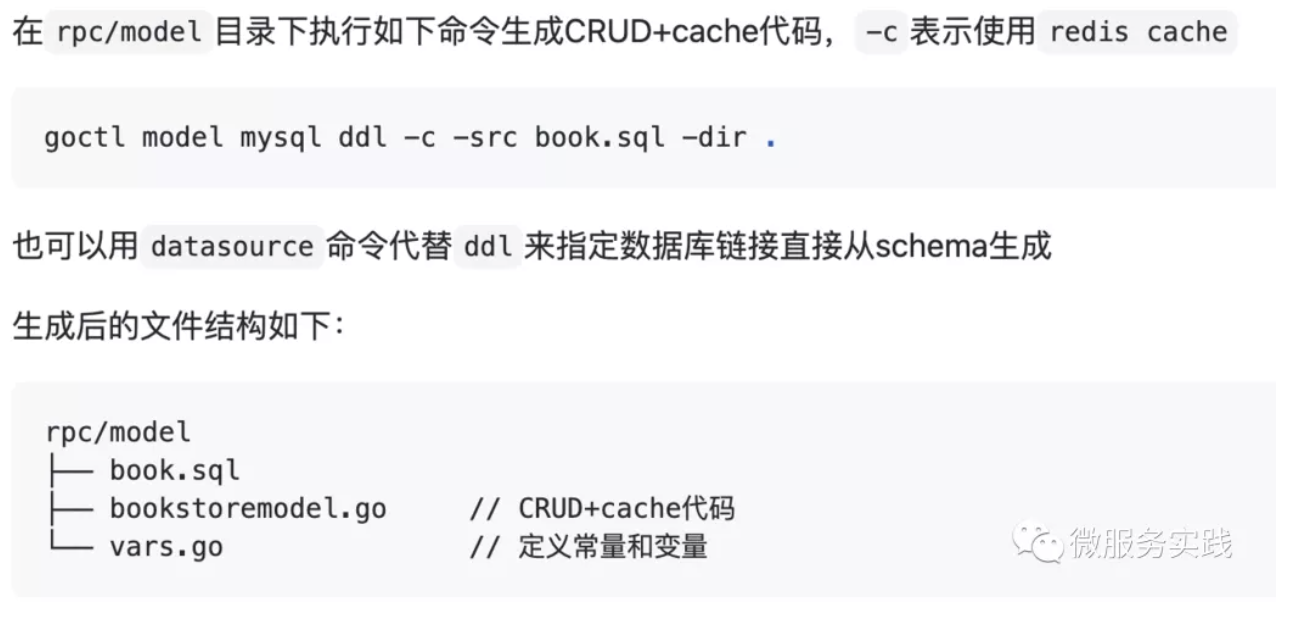 在 rpc/model 目录下执行如下命令生成CRUD+cache代码， -c 表示使用 redis cache
goctl model mysql ddl -c -src book.sql -dir .
也可以用 datasource 命令代替 ddl 来指定数据库链接直接从schema生成
生成后的文件结构如下：
rpc/model
├── book.sql
├── bookstoremodel.go     // CRUD+cache代码
└── vars.go               // 定义常量和变量
微服务实践